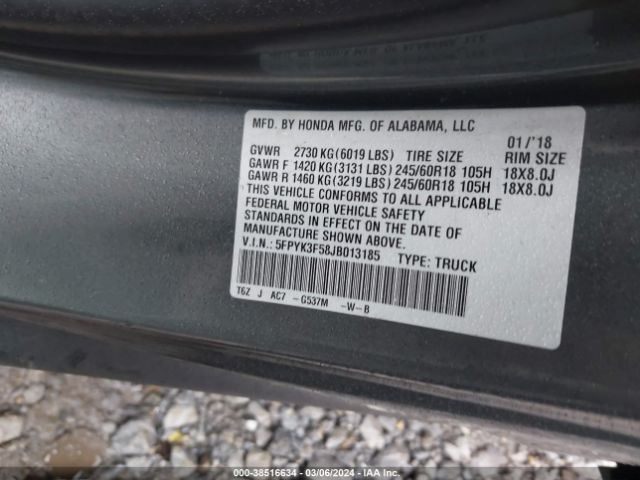 MFD. BY HONDA MFG. OF ALABAMA, LLC 01/'18
GVWR 2730 KG(6019 LBS) TIRE SIZE RIM SIZE
GAWR F 1420 KG(3131 LBS) 245/60R18 105H 18X8.0J
GAWR R 1460 KG(3219 LBS) 245/60R18 105H 18X8.0J
THIS VEHICLE CONFORMS TO ALL APPLICABLE
FEDERAL MOTOR VEHICLE SAFETY
STANDARDS IN EFFECT ON THE DATE OF
MANUFACTURE SHOWN ABOVE.
V.I.N.: 5FPYK3F58JB013185 TYPE: TRUCK
T6Z J AC7 -G537M -W-B
000-38516634 - 03/06/2024 - IAA Inc.